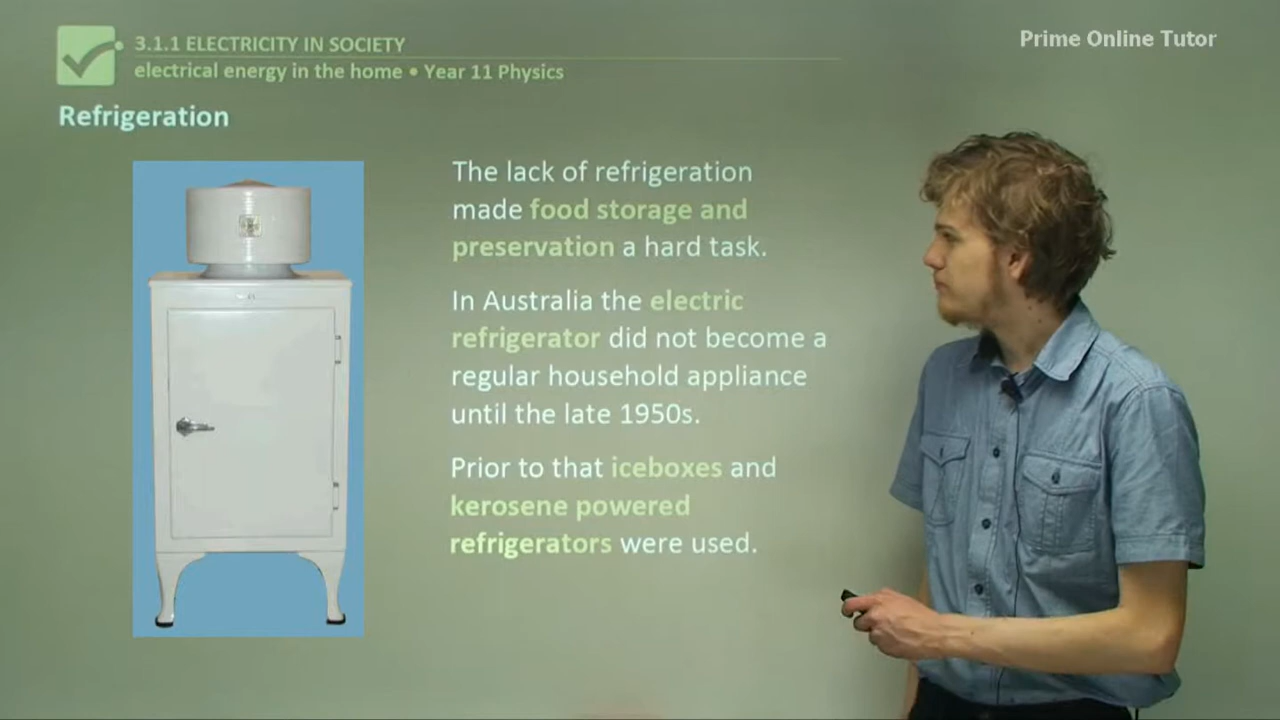 3.1.1 ELECTRICITY IN SOCIETY
electrical energy in the home • Year 11 Physics
Prime Online Tutor
Refrigeration
The lack of refrigeration
made food storage and
preservation a hard task.
In Australia the electric
refrigerator did not become a
regular household appliance
until the late 1950s.
Prior to that iceboxes and
kerosene powered
refrigerators were used.